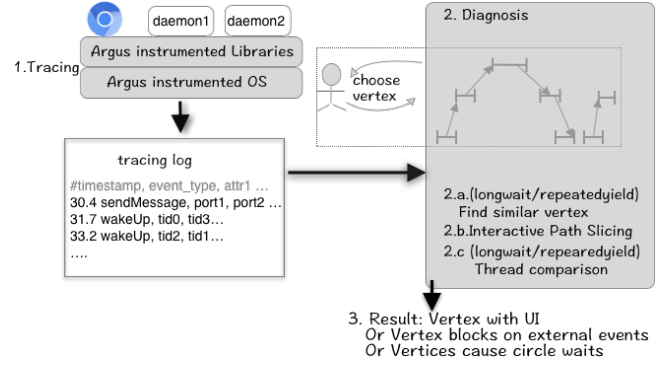 daemon1
daemon2
Argus instrumented Libraries
1.Tracing
Argus instrumented OS
tracing log
#timestamp, event_type, attr1 ...
30.4 sendMessage, port1, port2 ...
31.7 wakeUp, tid0, tid3...
33.2 wakeUp, tid2, tid1...
....
2. Diagnosis
choose
vertex
2.a.(longwait/repeatedyield)
Find similar vertex
2.b.Interactive Path Slicing
2.c (longwait/repearedyield)
Thread comparison
3. Result: Vertex with UI
Or Vertex blocks on external events
Or Vertices cause circle waits